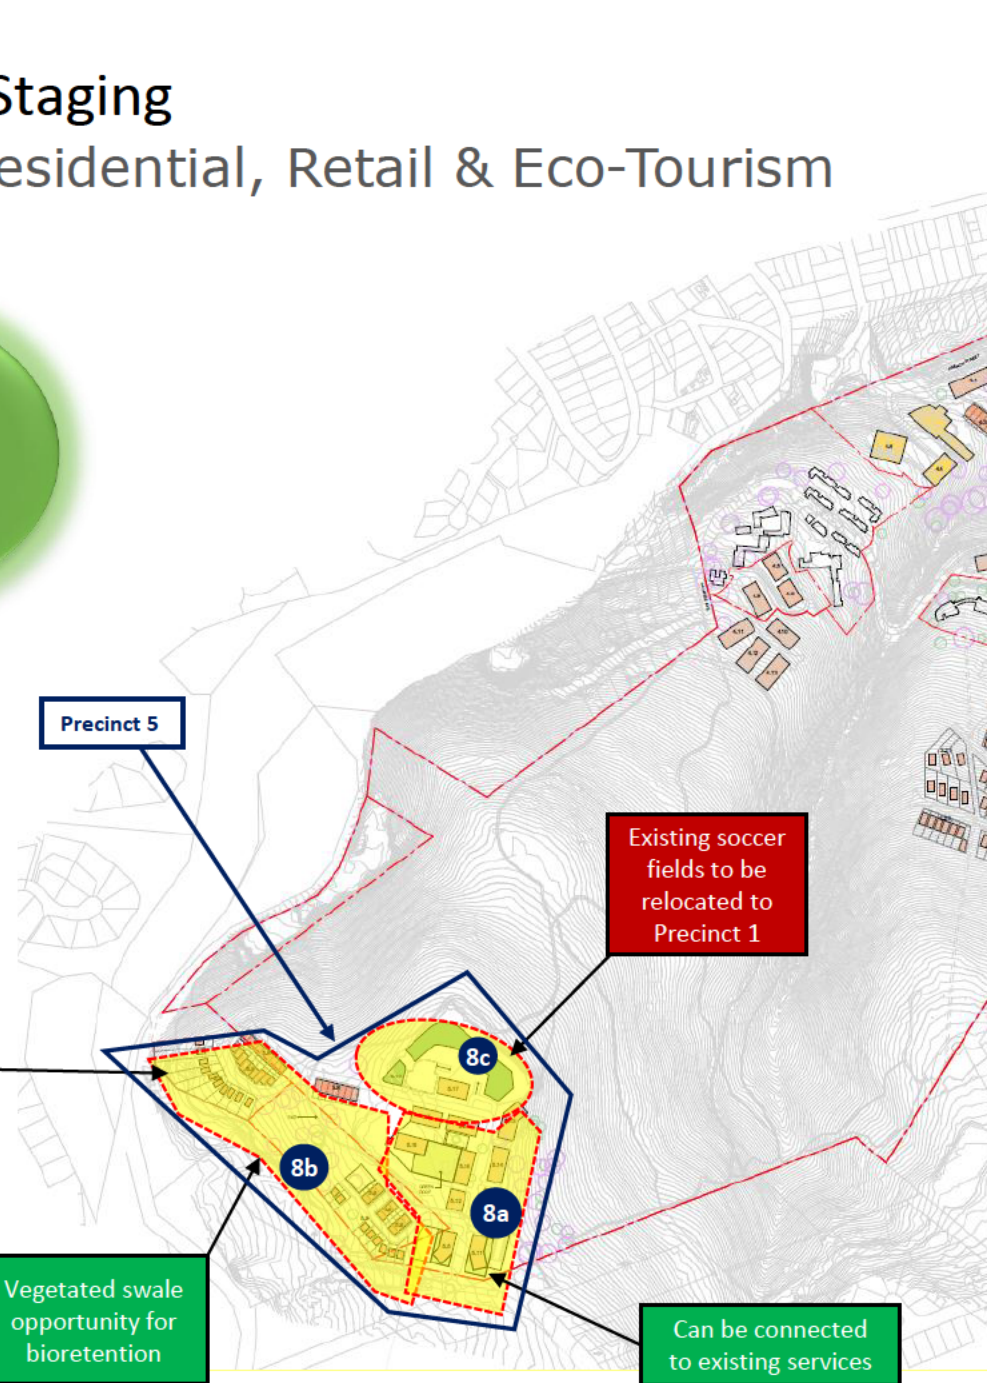 Staging
esidential, Retail & Eco-Tourism
Precinct 5
Existing soccer
fields to be
relocated to
Precinct 1
8c
8b
8a
Vegetated swale
opportunity for
bioretention
Can be connected
to existing services